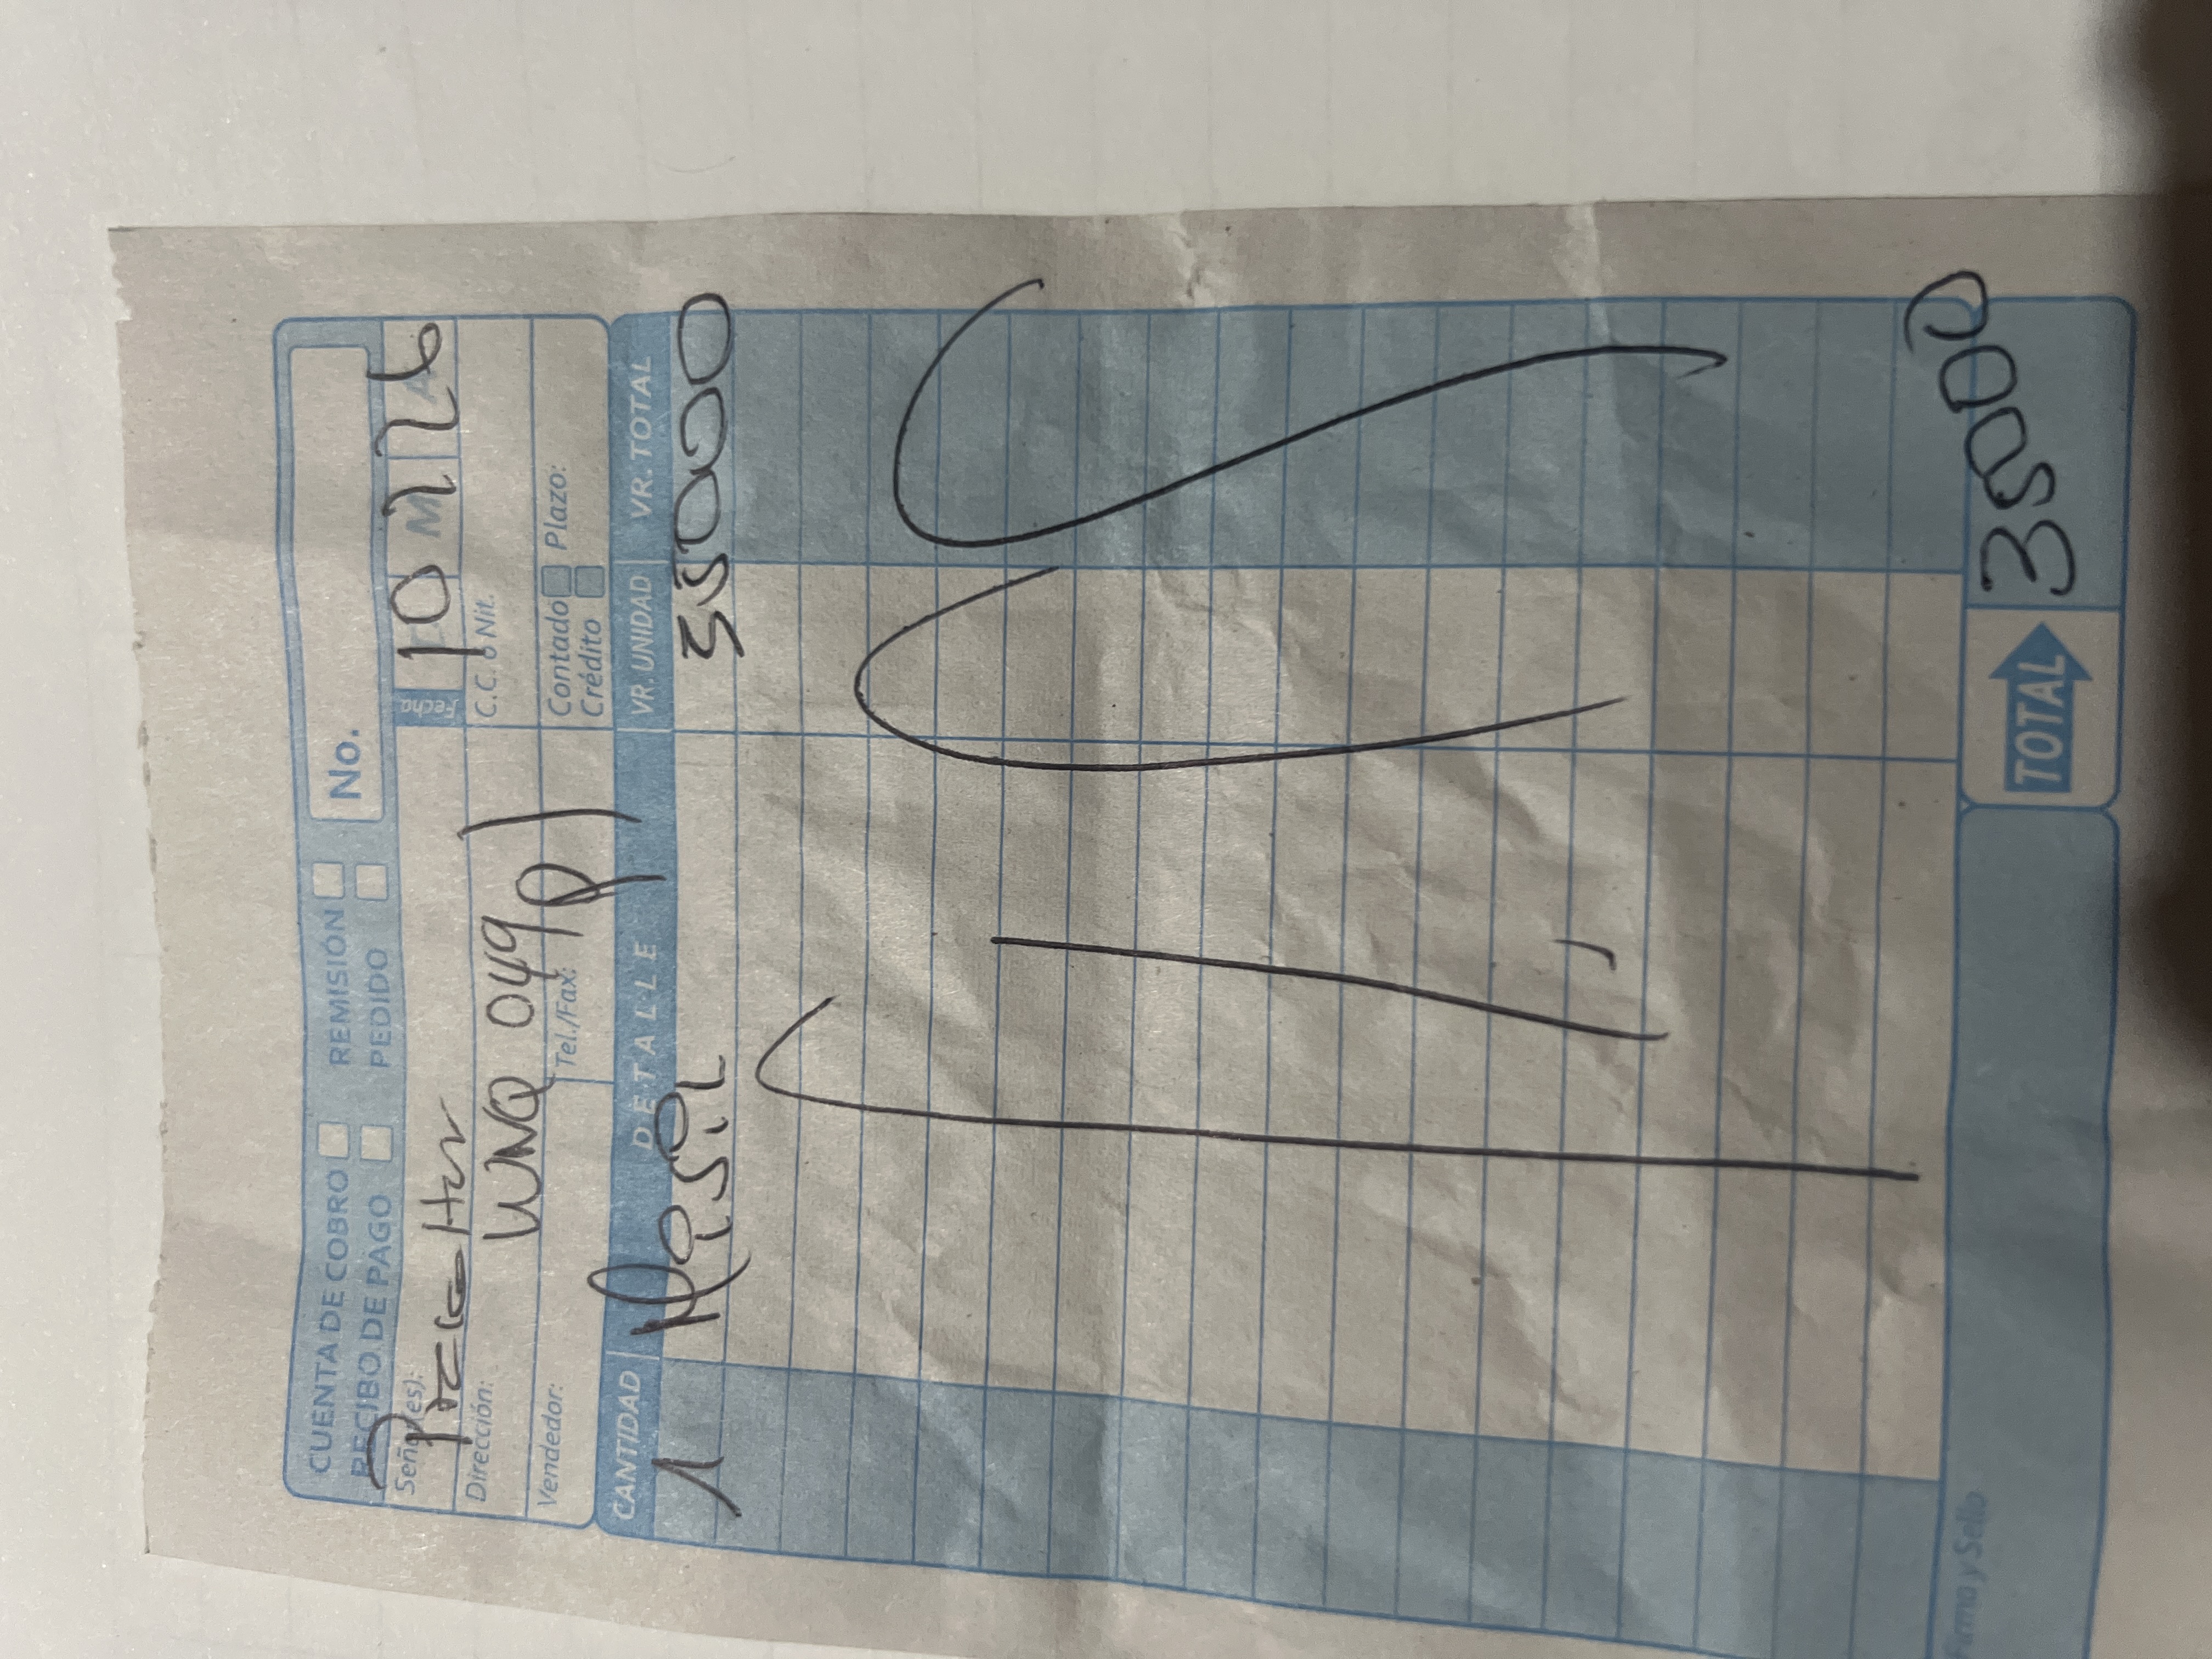 CUENTA DE COBRO REMISIÓN
RECIBO DE PAGO PEDIDO
No.
Señor(es):
Fecha 10 M 2 26
Dirección: WNQ 049
C.C. o Nit.
Vendedor:
Tel./Fax:
Contado Plazo:
Crédito
CANTIDAD DETALLE VR. UNIDAD VR. TOTAL
1 35000
TOTAL 35000
Firma y Sello